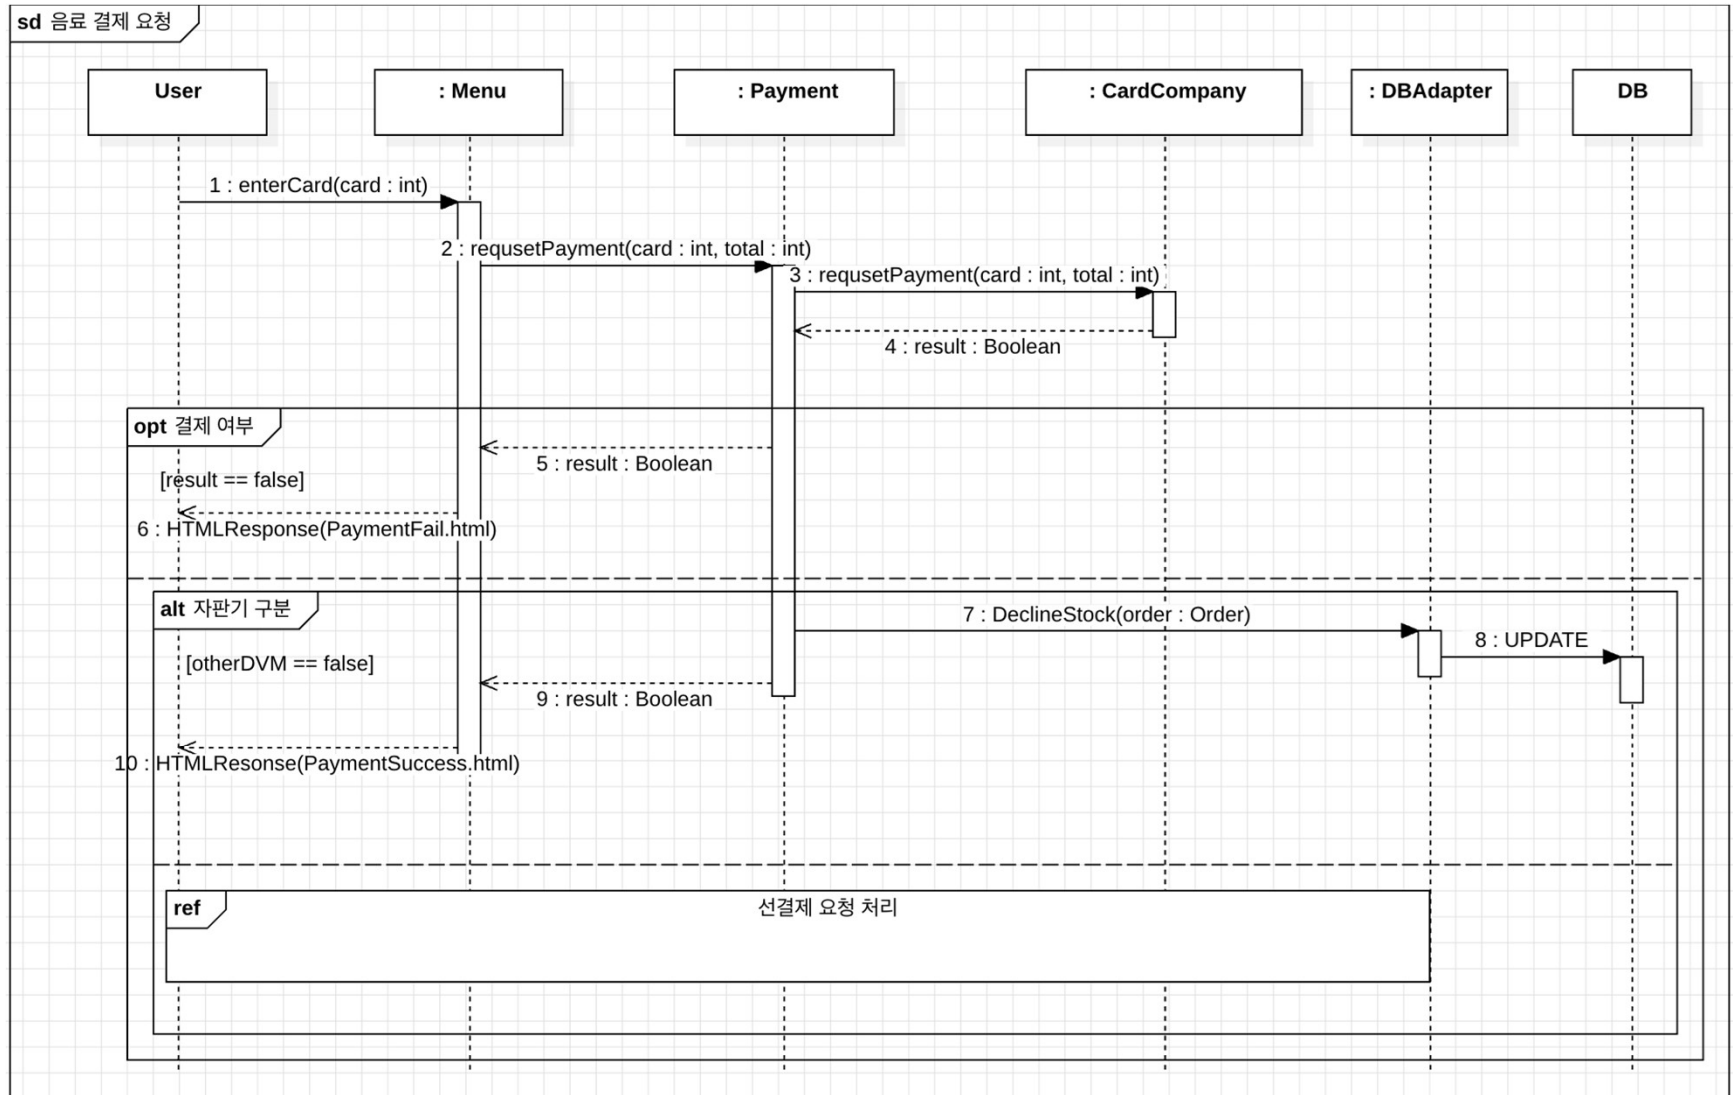 sd 음료 결제 요청
User
: Menu
: Payment
: CardCompany
: DBAdapter
DB
1 : enterCard(card : int)
2 : requsetPayment(card : int, total : int)
3 : requsetPayment(card : int, total : int)
4 : result : Boolean
opt 결제 여부
5 : result : Boolean
[result == false]
6 : HTMLResponse(PaymentFail.html)
alt 자판기 구분
7 : DeclineStock(order : Order)
8 : UPDATE
[otherDVM == false]
9 : result : Boolean
10 : HTMLResonse(PaymentSuccess.html)
ref
선결제 요청 처리